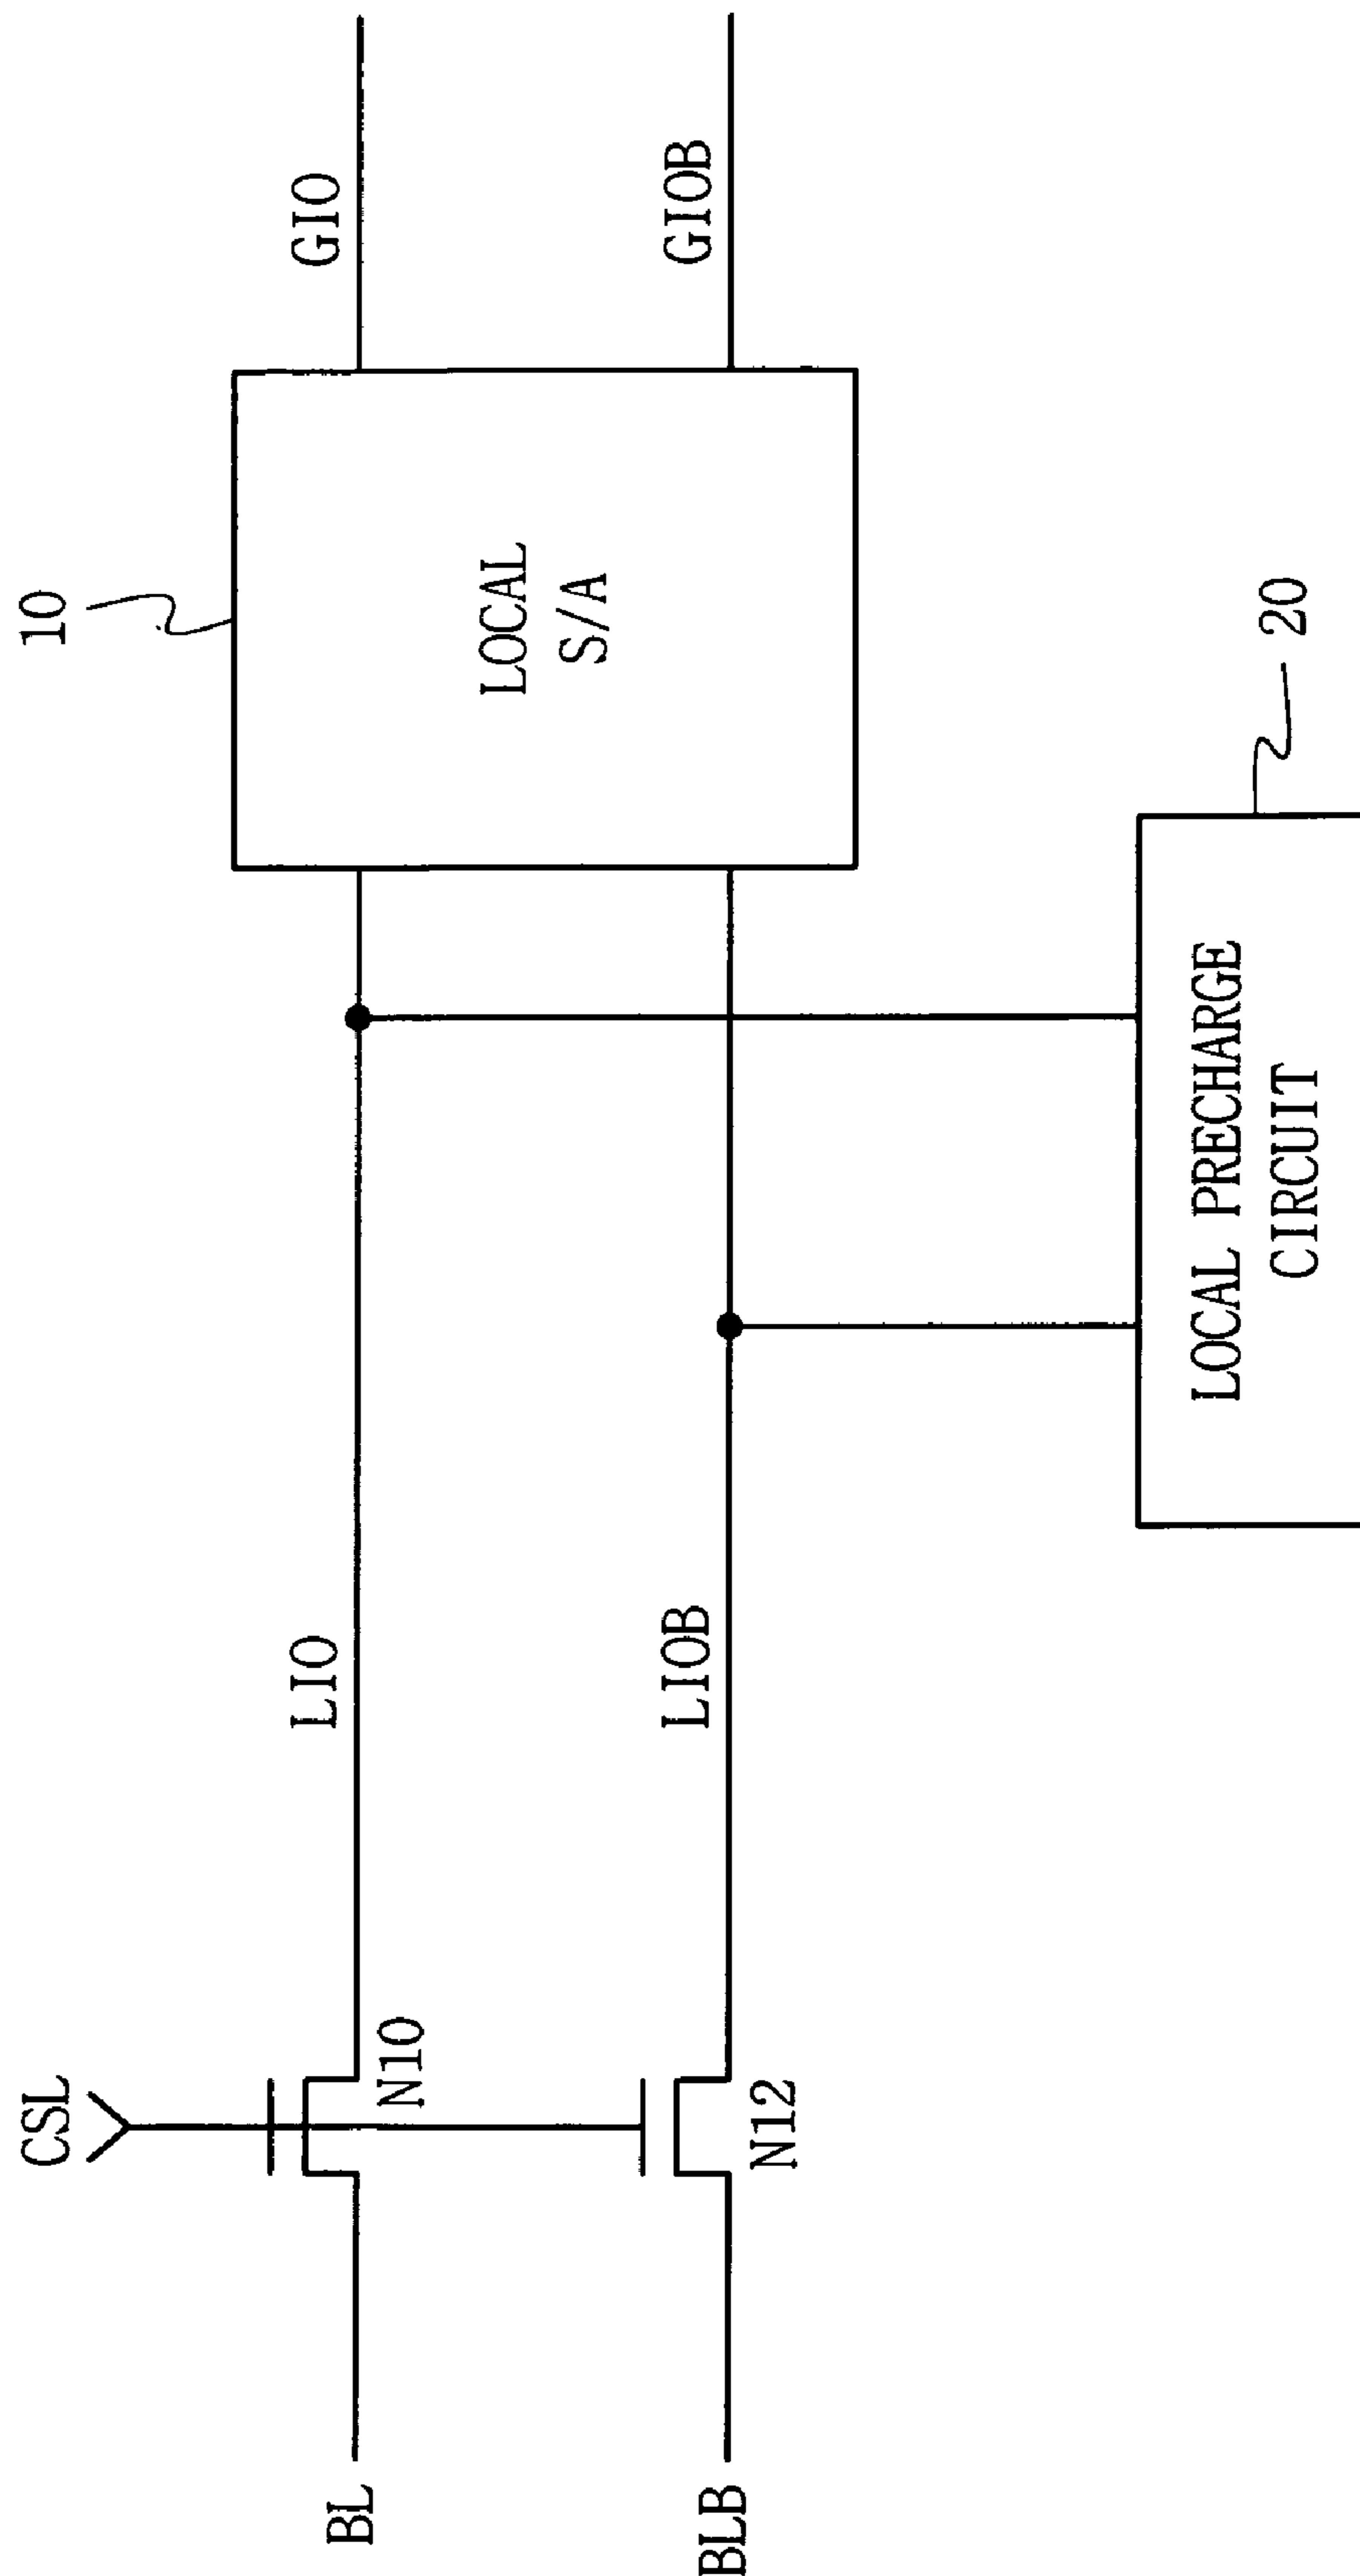 CSL
10
BL
N10
LIO
GIO
LOCAL
S/A
BLB
N12
LIOB
GIOB
LOCAL PRECHARGE
CIRCUIT
20